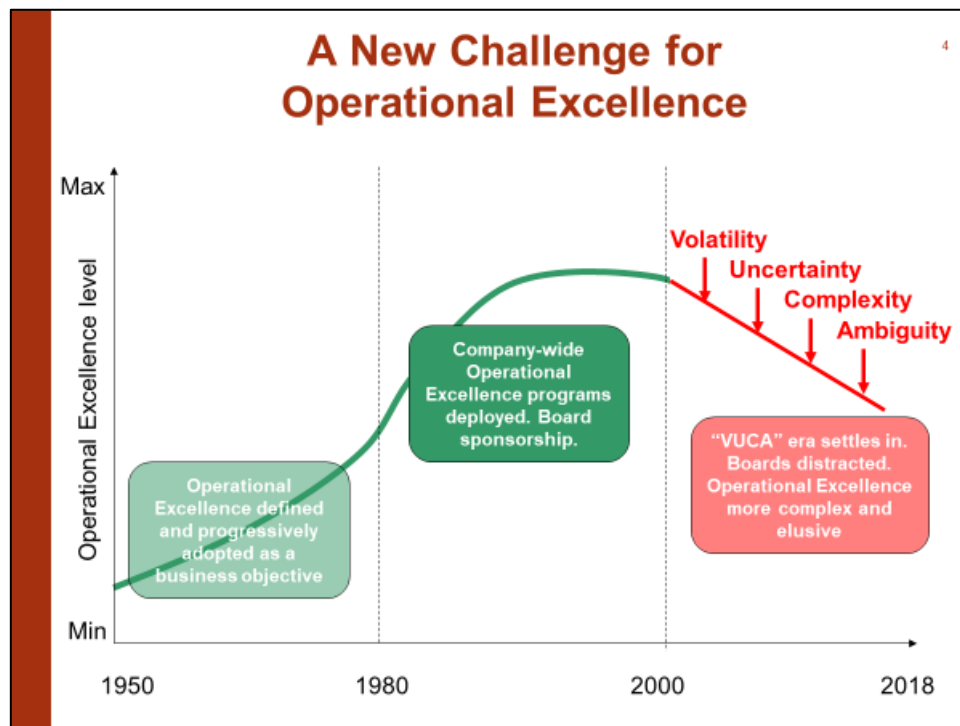 A New Challenge for
Operational Excellence
4
Max
Operational Excellence level
Min
Operational
Excellence defined
and progressively
adopted as a
business objective
Company-wide
Operational
Excellence programs
deployed. Board
sponsorship.
Volatility
Uncertainty
Complexity
Ambiguity
“VUCA” era settles in.
Boards distracted.
Operational Excellence
more complex and
elusive
1950
1980
2000
2018